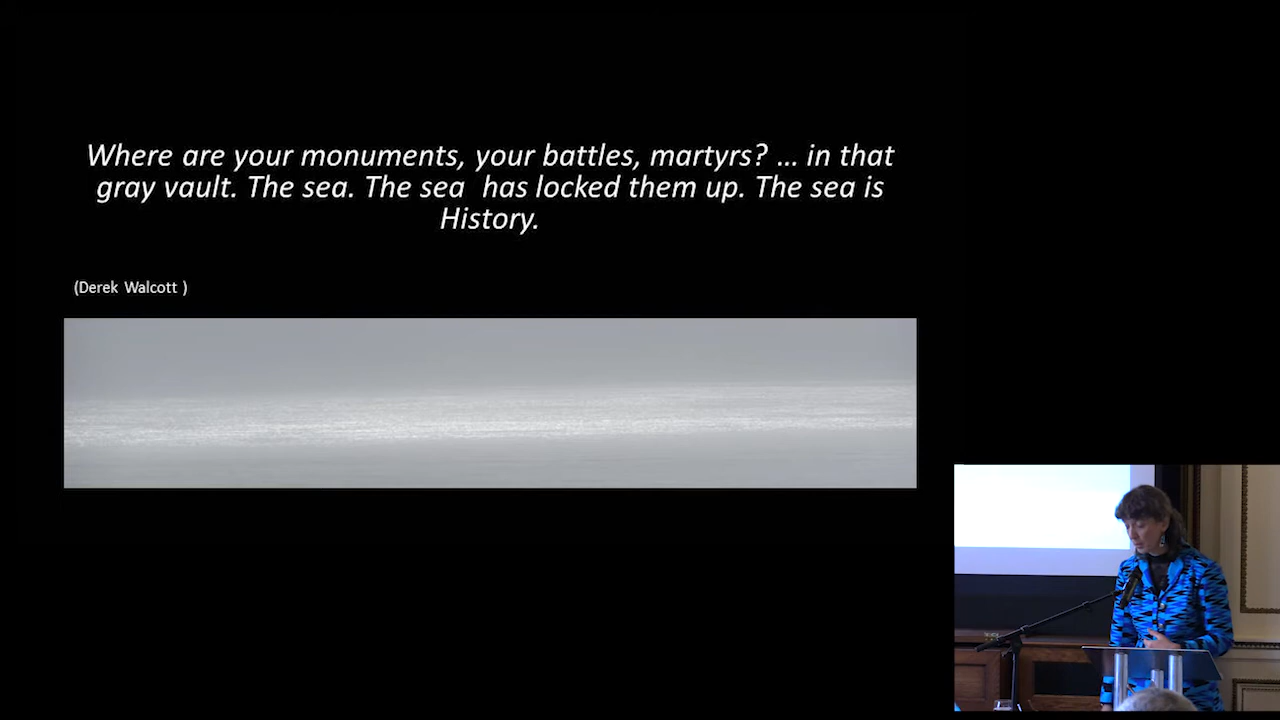 Where are your monuments, your battles, martyrs? ... in that
gray vault. The sea. The sea has locked them up. The sea is
History.
(Derek Walcott )